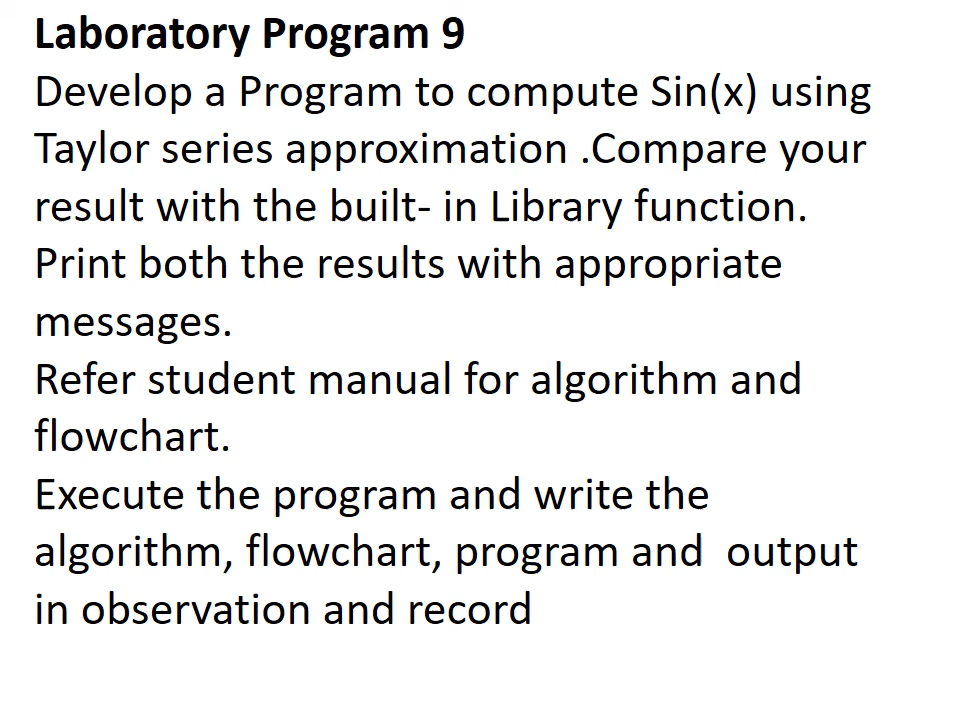 Laboratory Program 9
Develop a Program to compute Sin(x) using
Taylor series approximation .Compare your
result with the built- in Library function.
Print both the results with appropriate
messages.
Refer student manual for algorithm and
flowchart.
Execute the program and write the
algorithm, flowchart, program and  output
in observation and record